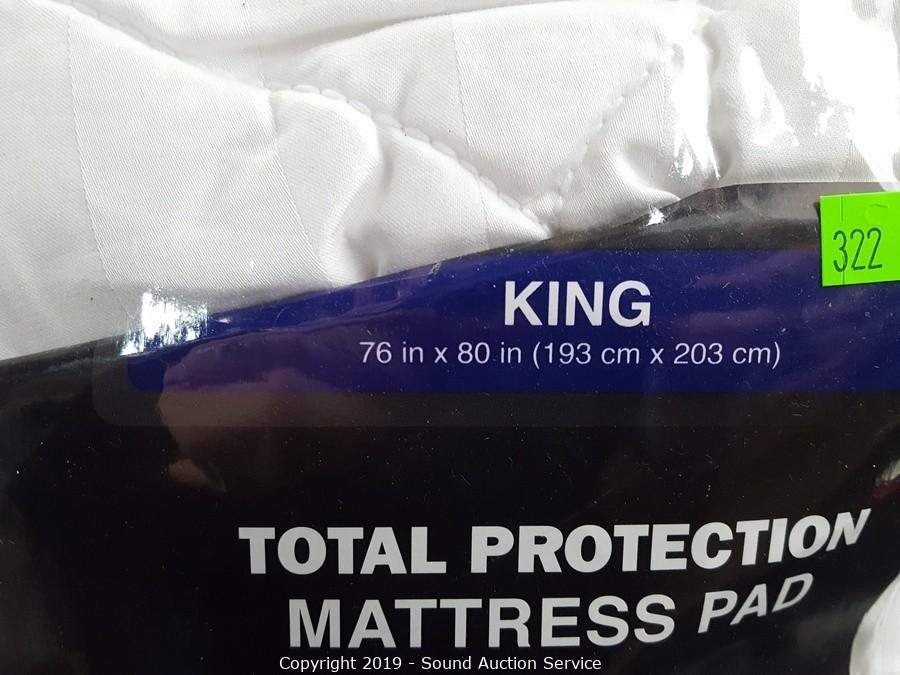 322
KING
76 in x 80 in (193 cm x 203 cm)
TOTAL PROTECTION
MATTRESS PAD
Copyright 2019 - Sound Auction Service